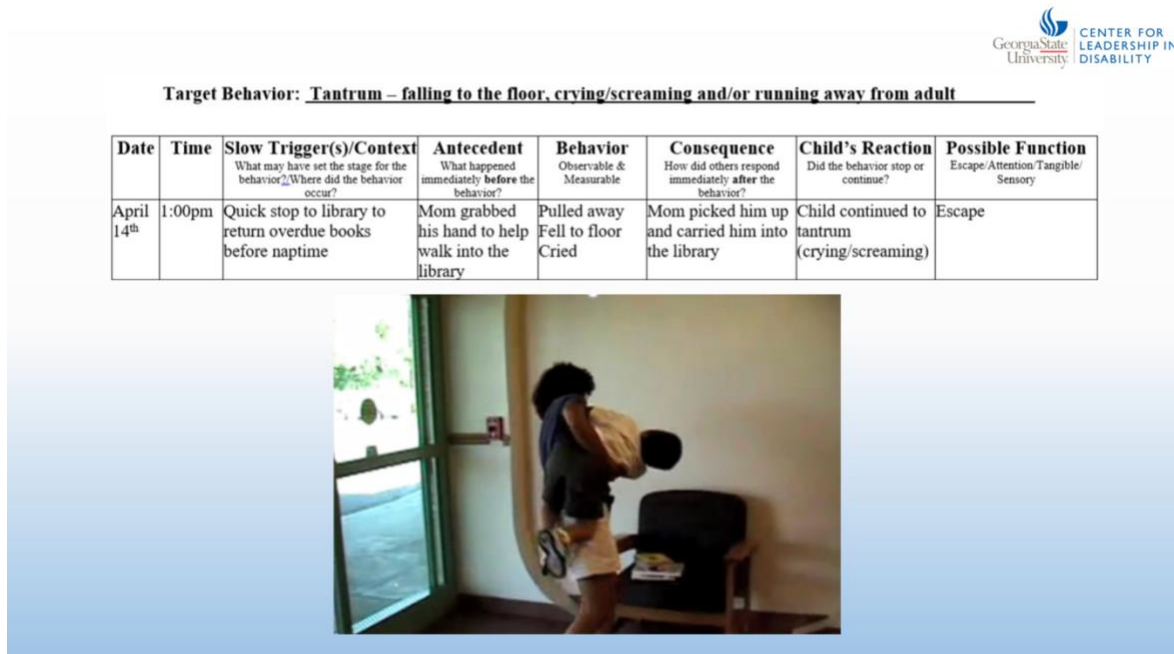 GeorgiaState
University
CENTER FOR
LEADERSHIP IN
DISABILITY
Target Behavior: Tantrum – falling to the floor, crying/screaming and/or running away from adult
Date
Time
Slow Trigger(s)/Context
What may have set the stage for the
behavior?/Where did the behavior
occur?
Antecedent
What happened
immediately before the
behavior?
Behavior
Observable &
Measurable
Consequence
How did others respond
immediately after the
behavior?
Child's Reaction
Did the behavior stop or
continue?
Possible Function
Escape/Attention/Tangible/
Sensory
April
14th
1:00pm
Quick stop to library to
return overdue books
before naptime
Mom grabbed
his hand to help
walk into the
library
Pulled away
Fell to floor
Cried
Mom picked him up
and carried him into
the library
Child continued to
tantrum
(crying/screaming)
Escape